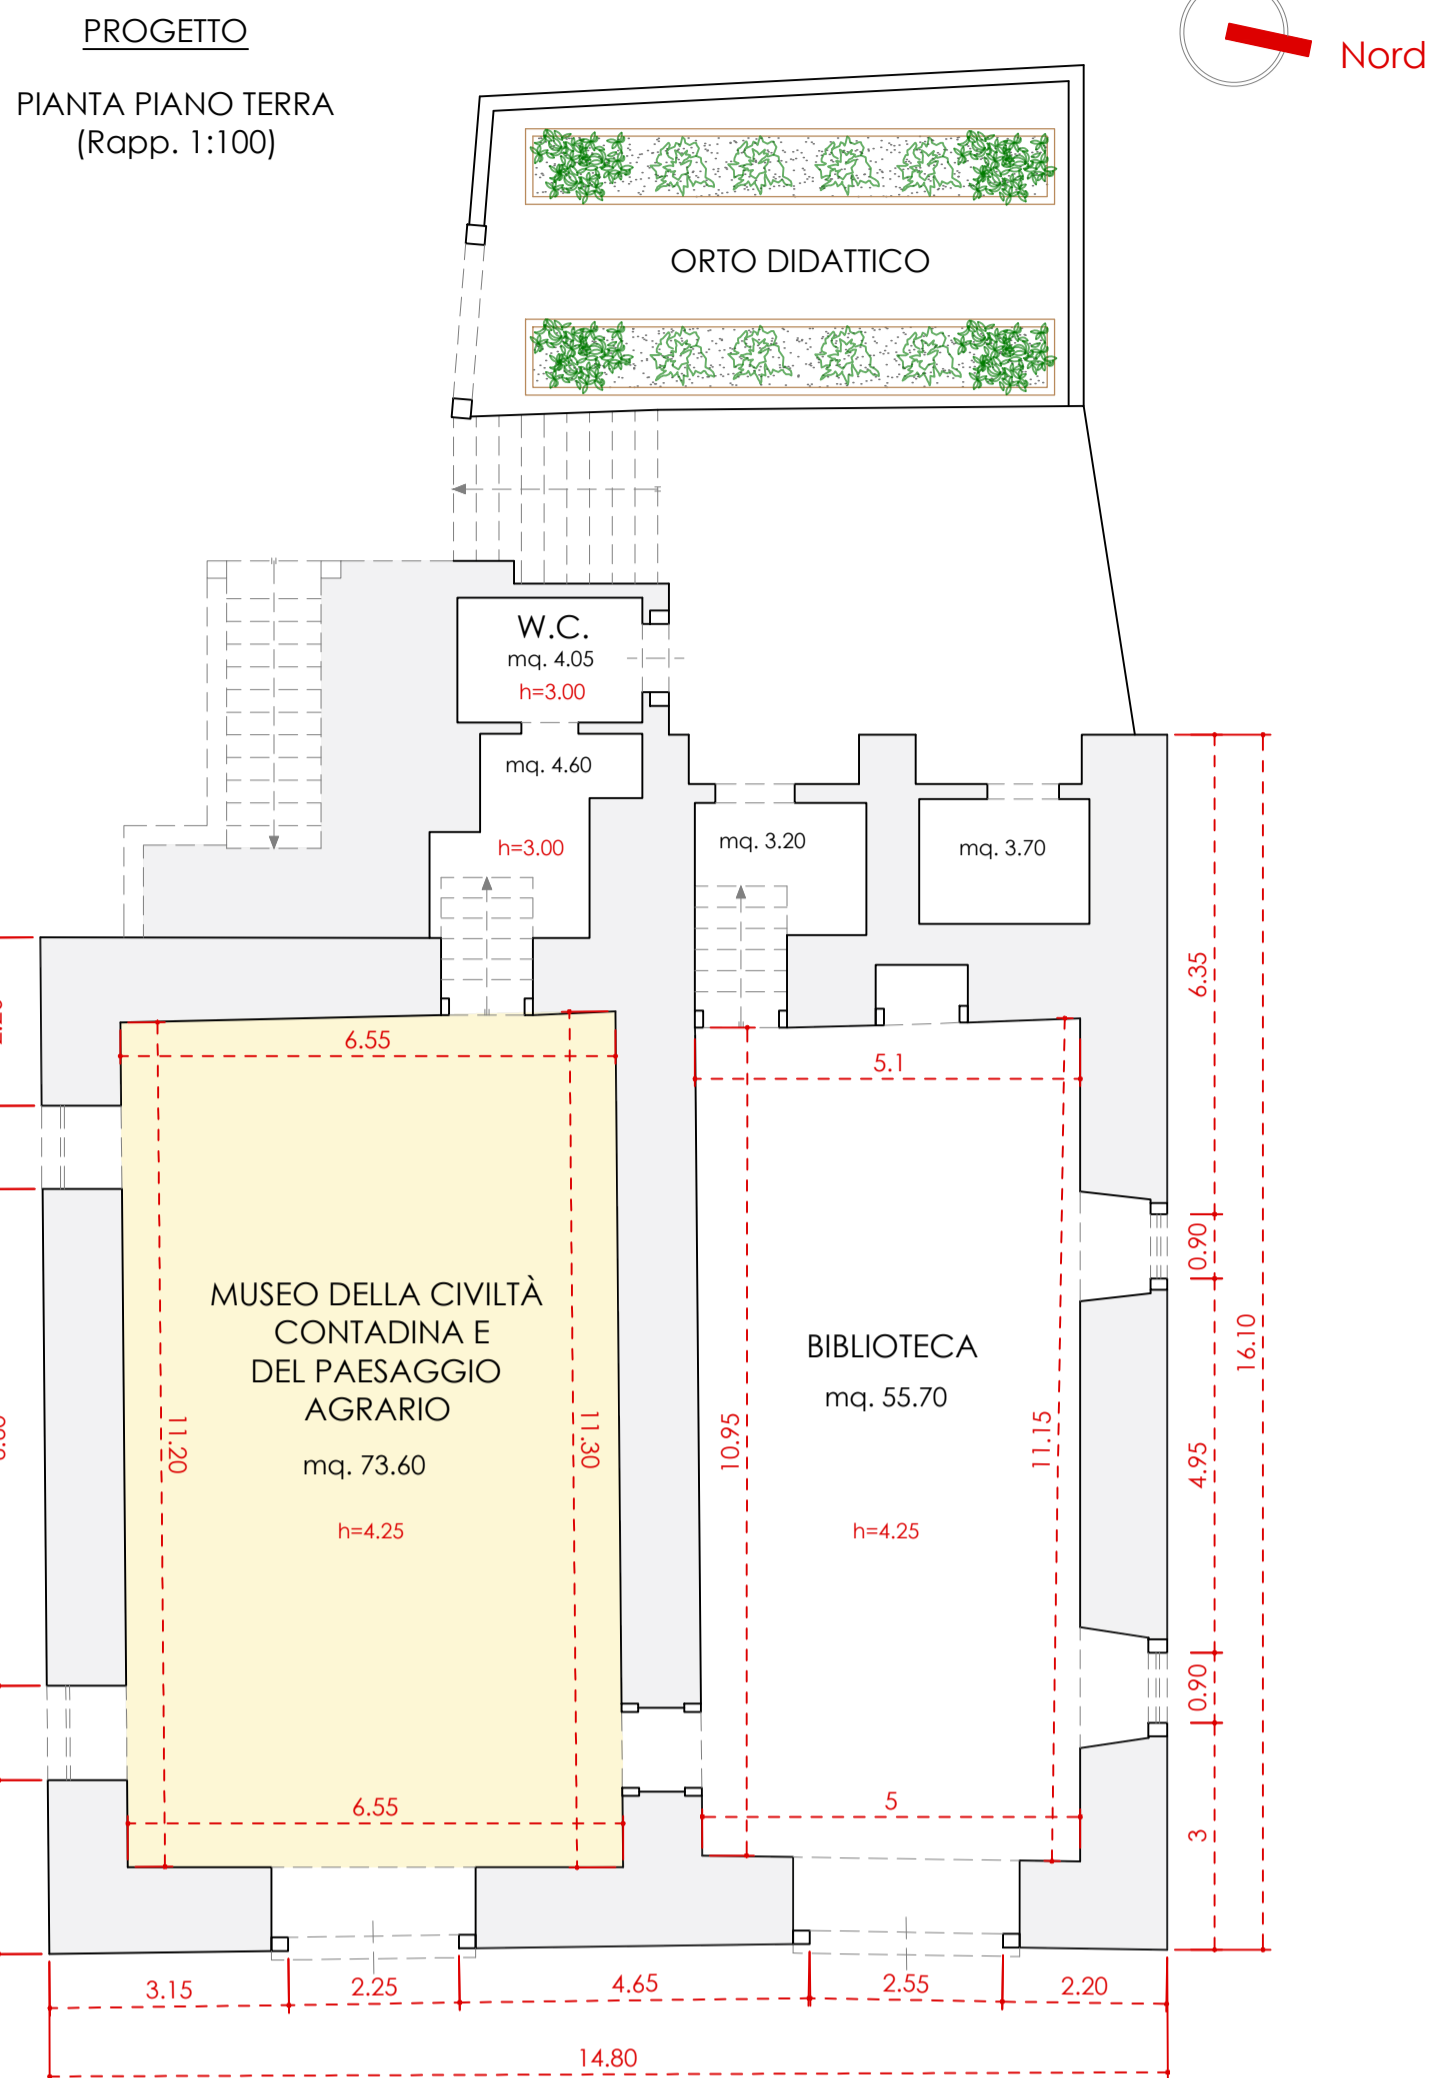 PROGETTO
Nord
PIANTA PIANO TERRA
(Rapp. 1:100)
ORTO DIDATTICO
W.C.
mq. 4.05
h=3.00
mq. 4.60
h=3.00
mq. 3.20
mq. 3.70
6.35
6.55
5.1
0.90
16.10
MUSEO DELLA CIVILTÀ
CONTADINA E
DEL PAESAGGIO
AGRARIO
mq. 73.60
h=4.25
11.20
11.30
BIBLIOTECA
mq. 55.70
h=4.25
10.95
11.15
4.95
0.90
6.55
5
3
3.15
2.25
4.65
2.55
2.20
14.80